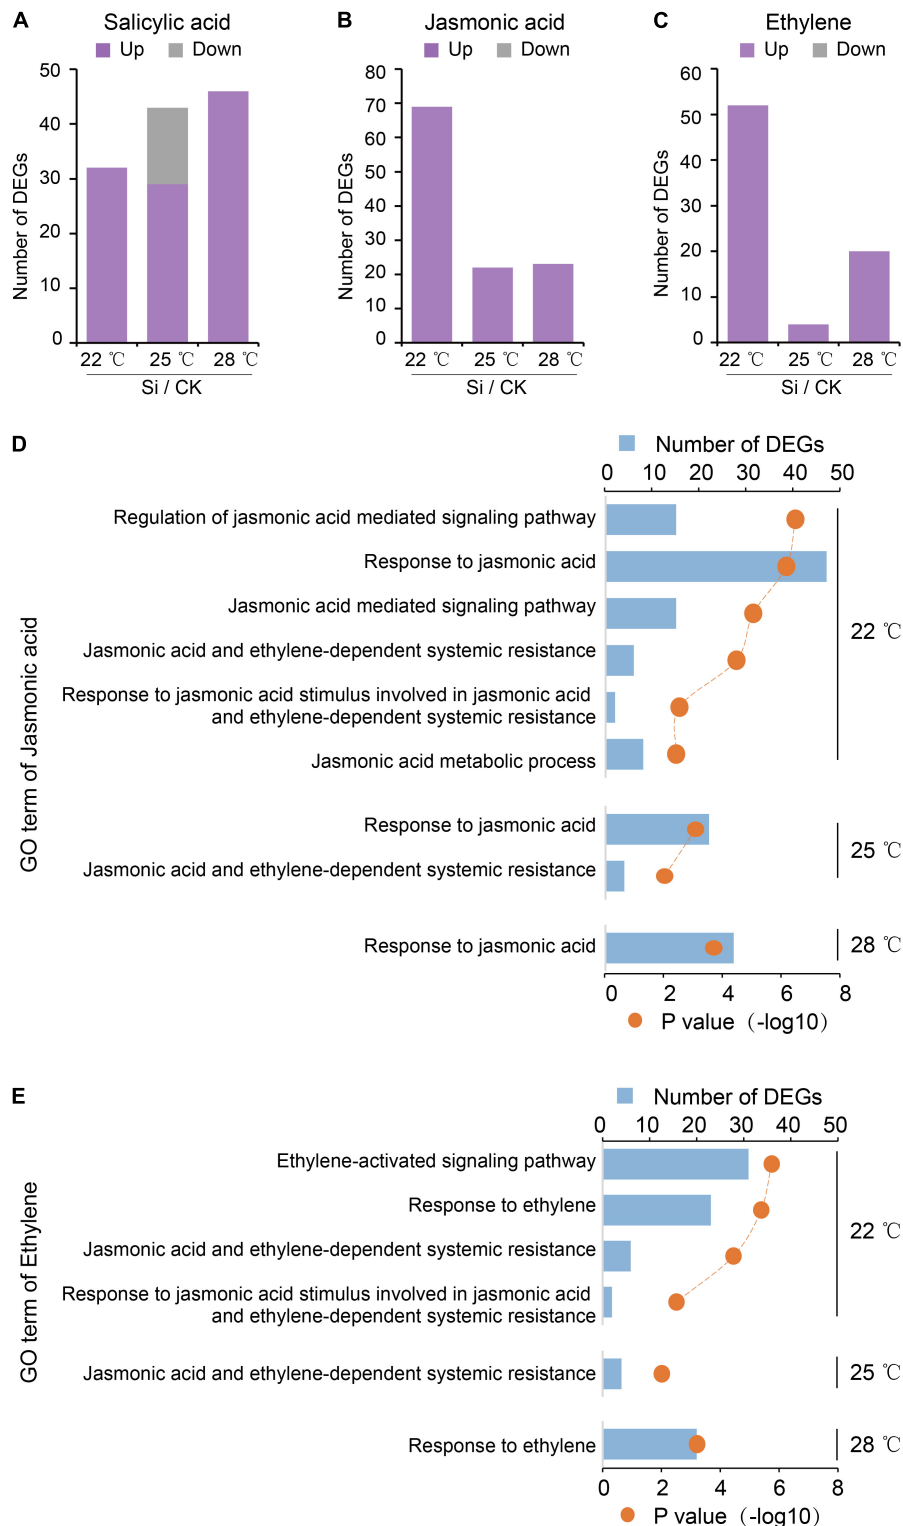 A Salicylic acid
Up Down
Number of DEGs
50
40
30
20
10
0
22 ℃ 25 ℃ 28 ℃
Si / CK
B Jasmonic acid
Up Down
Number of DEGs
80
70
60
50
40
30
20
10
0
22 ℃ 25 ℃ 28 ℃
Si / CK
C Ethylene
Up Down
Number of DEGs
60
50
40
30
20
10
0
22 ℃ 25 ℃ 28 ℃
Si / CK
D
Number of DEGs
0 10 20 30 40 50
GO term of Jasmonic acid
Regulation of jasmonic acid mediated signaling pathway
Response to jasmonic acid
Jasmonic acid mediated signaling pathway
Jasmonic acid and ethylene-dependent systemic resistance
Response to jasmonic acid stimulus involved in jasmonic acid
and ethylene-dependent systemic resistance
Jasmonic acid metabolic process
22 ℃
Response to jasmonic acid
Jasmonic acid and ethylene-dependent systemic resistance
25 ℃
Response to jasmonic acid
28 ℃
0 2 4 6 8
P value（-log10）
E
Number of DEGs
0 10 20 30 40 50
GO term of Ethylene
Ethylene-activated signaling pathway
Response to ethylene
Jasmonic acid and ethylene-dependent systemic resistance
Response to jasmonic acid stimulus involved in jasmonic acid
and ethylene-dependent systemic resistance
22 ℃
Jasmonic acid and ethylene-dependent systemic resistance
25 ℃
Response to ethylene
28 ℃
0 2 4 6 8
P value（-log10）